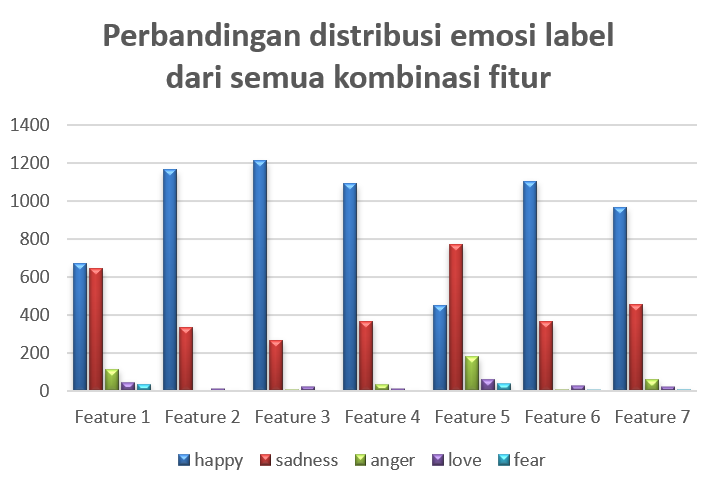 Perbandingan distribusi emosi label
dari semua kombinasi fitur
1400
1200
1000
800
600
400
200
0
Feature 1 Feature 2 Feature 3 Feature 4 Feature 5 Feature 6 Feature 7
happy sadness anger love fear